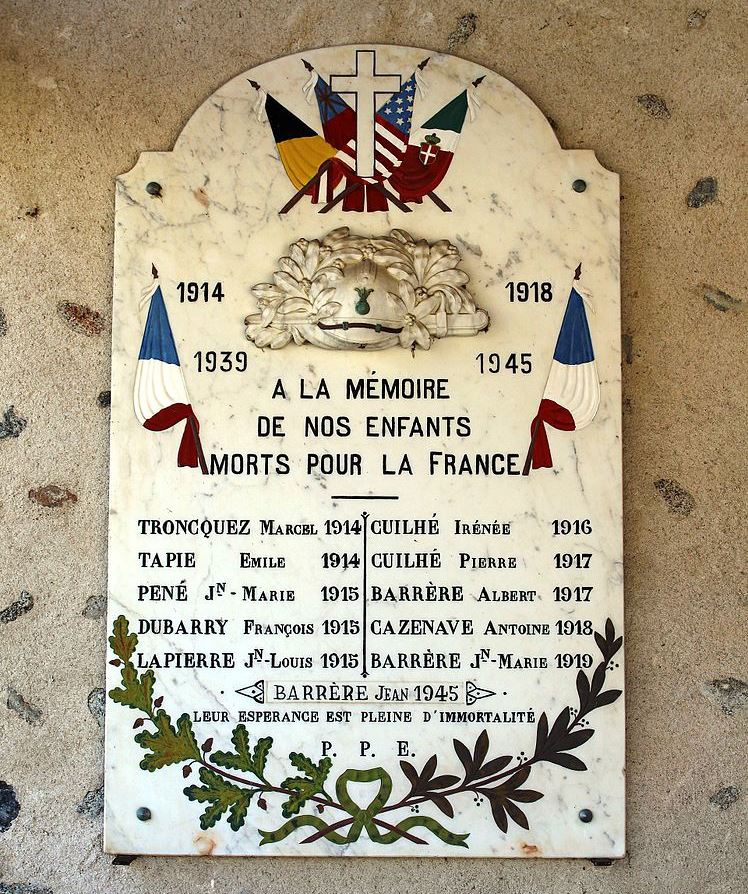 1914 1918
1939 1945
A LA MÉMOIRE
DE NOS ENFANTS
MORTS POUR LA FRANCE
TRONCQUEZ MARCEL 1914 CUILHÉ IRÉNÉE 1916
TAPIE EMILE 1914 CUILHÉ PIERRE 1917
PENÉ JN-MARIE 1915 BARRÈRE ALBERT 1917
DUBARRY FRANÇOIS 1915 CAZENAVE ANTOINE 1918
LAPIERRE JN-LOUIS 1915 BARRÈRE JN-MARIE 1919
BARRÈRE JEAN 1945
LEUR ESPERANCE EST PLEINE D'IMMORTALITÉ
P. P. E.